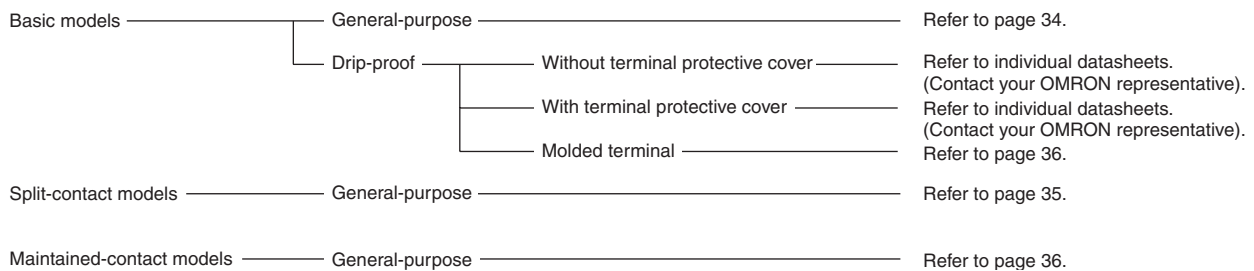 Basic models General-purpose Refer to page 34.
Drip-proof Without terminal protective cover Refer to individual datasheets.
(Contact your OMRON representative).
With terminal protective cover Refer to individual datasheets.
(Contact your OMRON representative).
Molded terminal Refer to page 36.
Split-contact models General-purpose Refer to page 35.
Maintained-contact models General-purpose Refer to page 36.